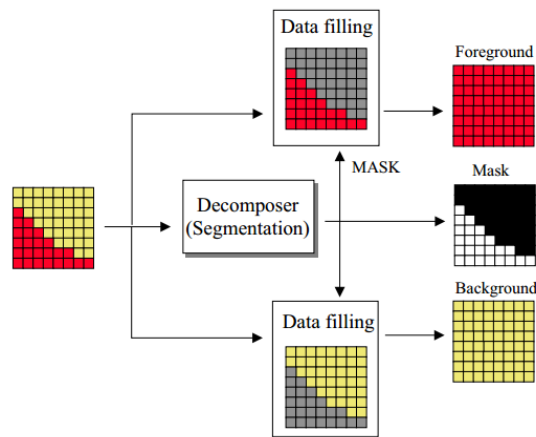 Data filling
Foreground
MASK
Mask
Decomposer
(Segmentation)
Background
Data filling